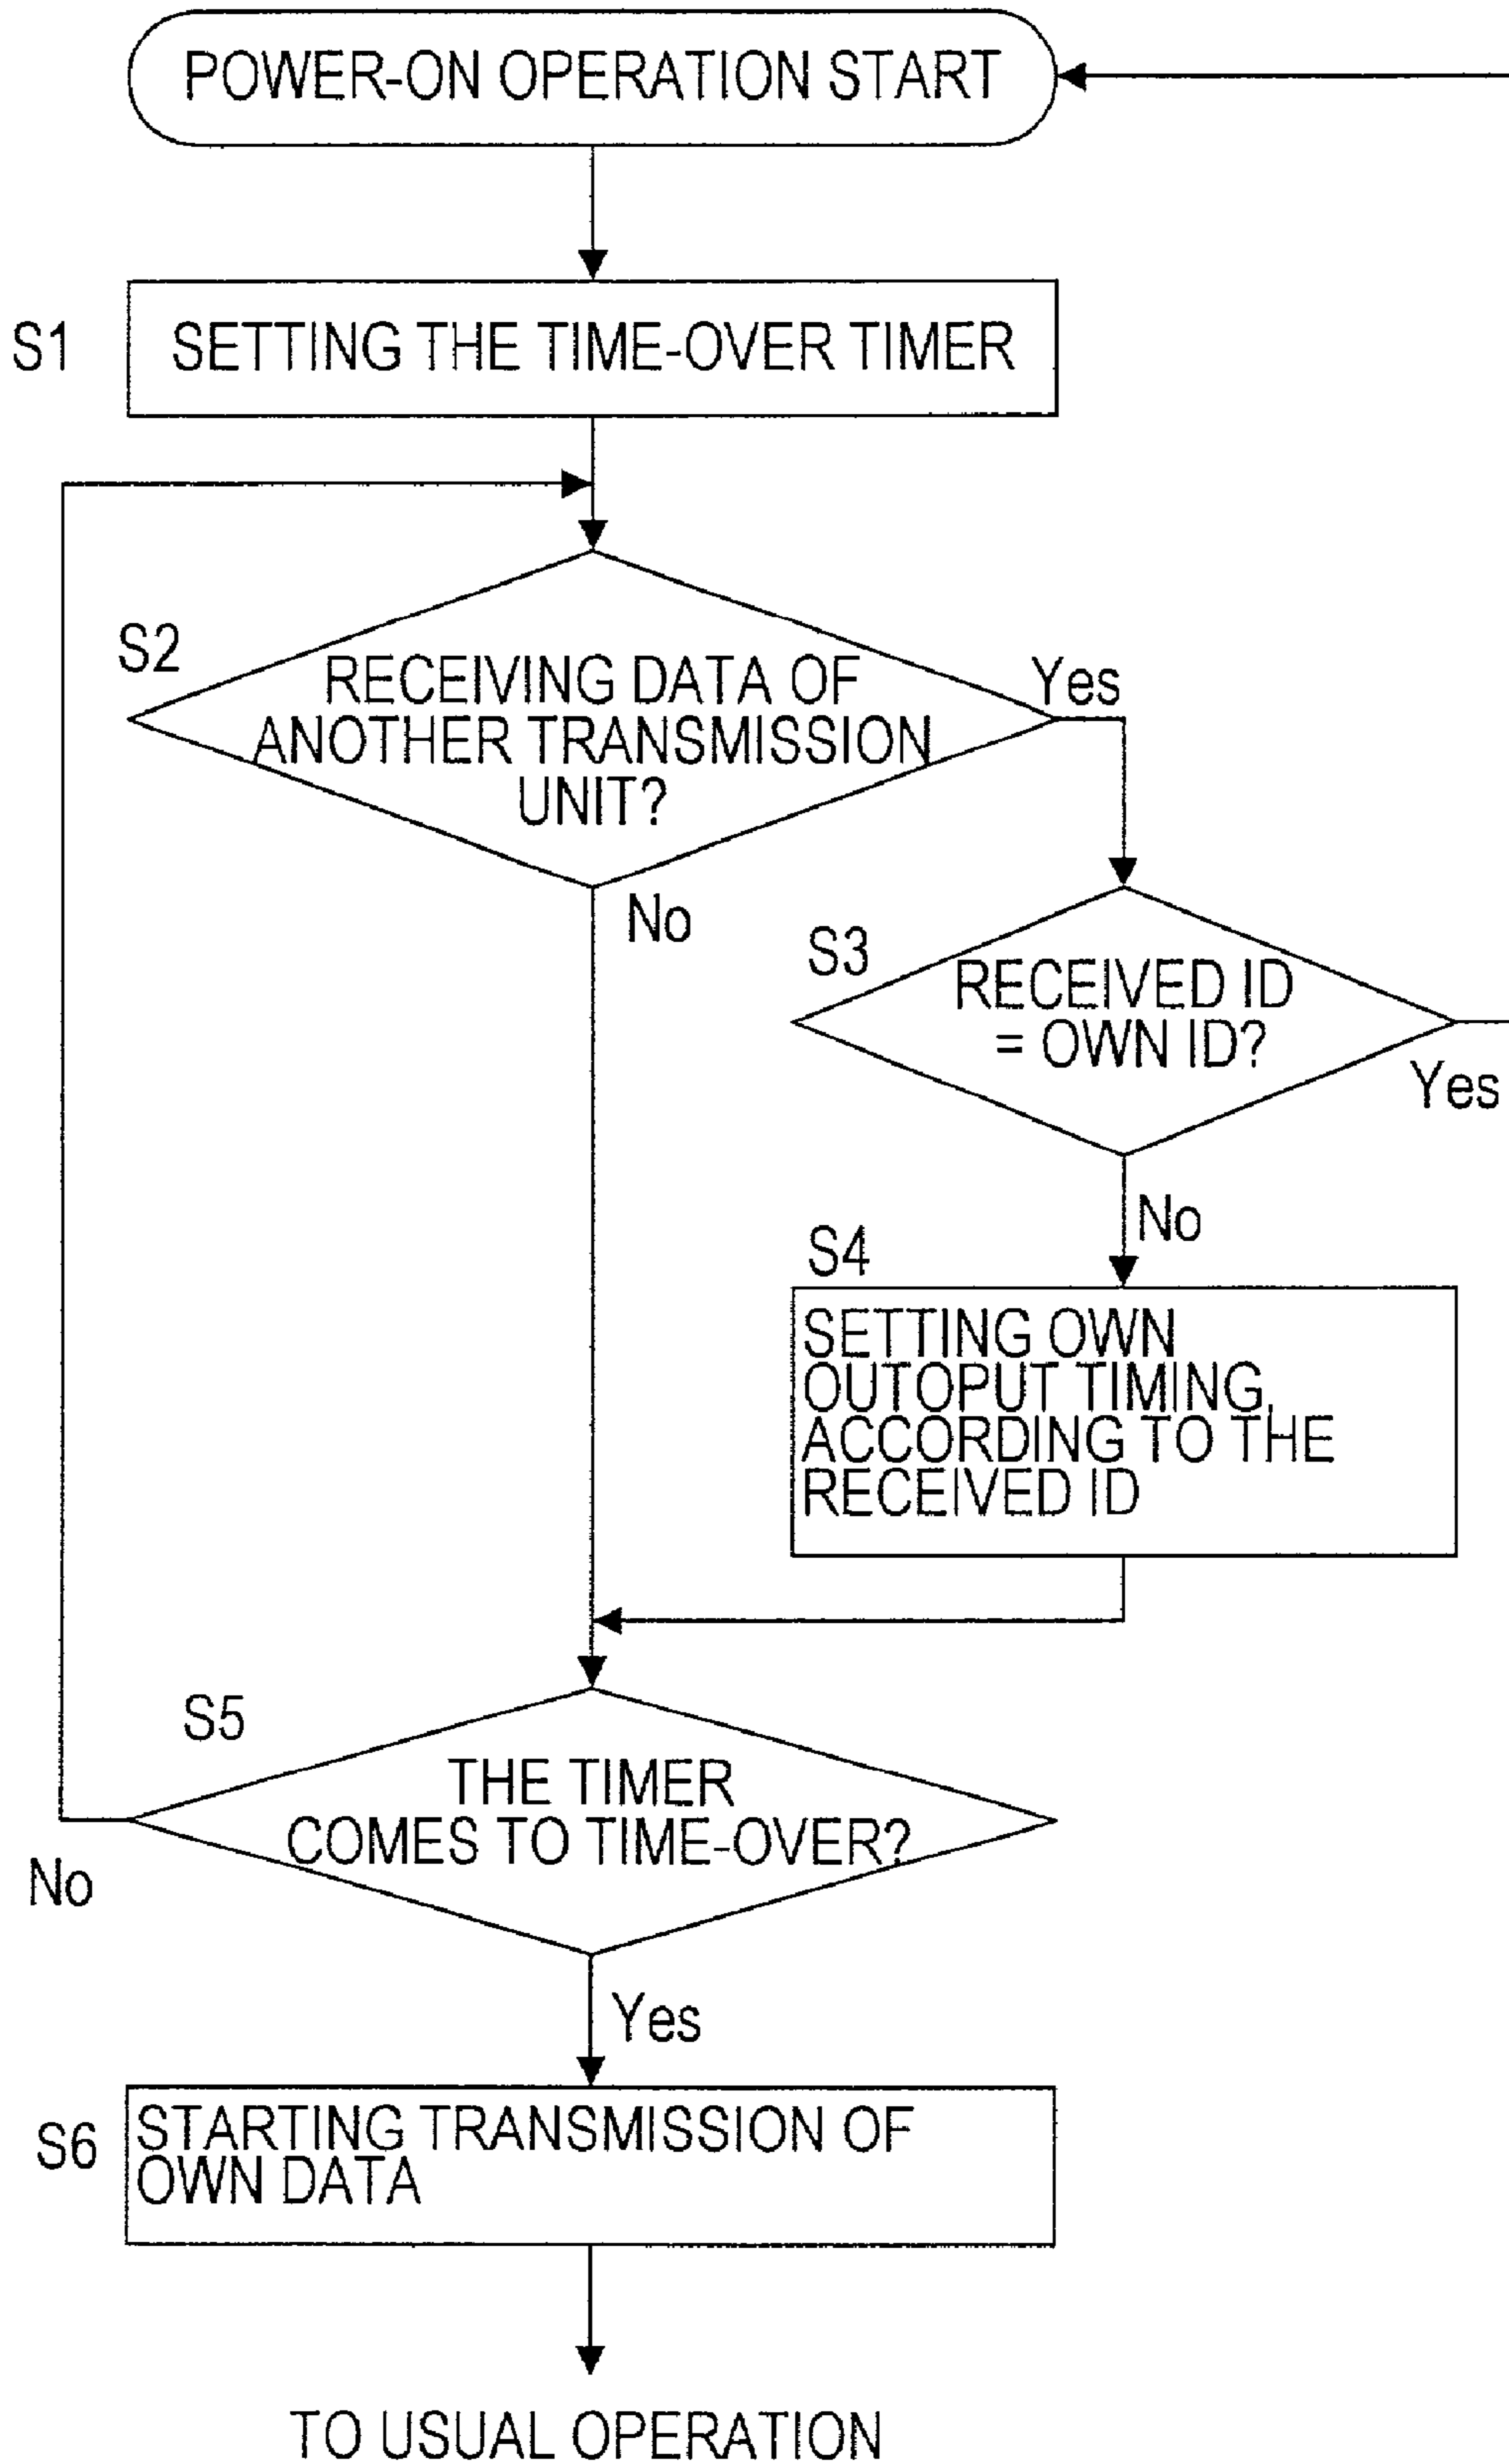 POWER-ON OPERATION START
S1
SETTING THE TIME-OVER TIMER
S2
RECEIVING DATA OF
ANOTHER TRANSMISSION
UNIT?
Yes
No
S3
RECEIVED ID
= OWN ID?
Yes
No
S4
SETTING OWN
OUTOPUT TIMING,
ACCORDING TO THE
RECEIVED ID
S5
THE TIMER
COMES TO TIME-OVER?
No
Yes
S6
STARTING TRANSMISSION OF
OWN DATA
TO USUAL OPERATION